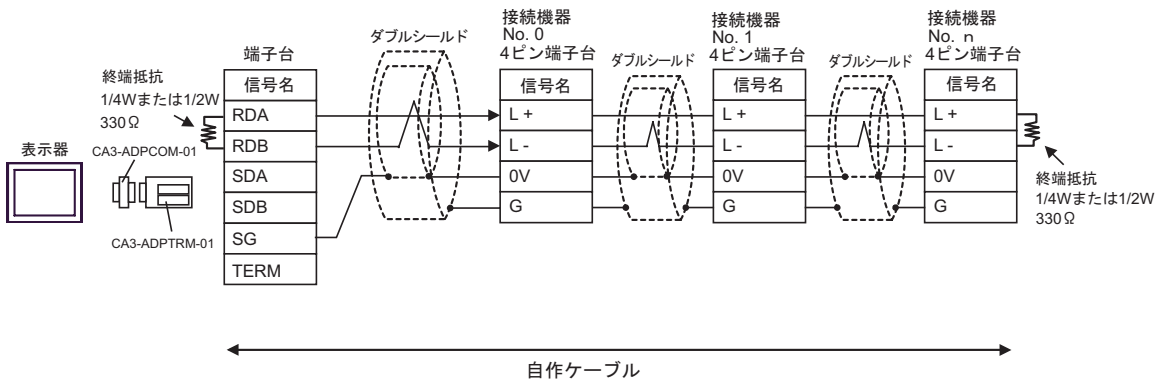 表示器
終端抵抗
1/4Wまたは1/2W
330Ω
CA3-ADPCOM-01
CA3-ADPTRM-01
端子台
信号名
RDA
RDB
SDA
SDB
SG
TERM
ダブルシールド
接続機器
No. 0
4ピン端子台
信号名
L +
L -
0V
G
ダブルシールド
接続機器
No. 1
4ピン端子台
信号名
L +
L -
0V
G
ダブルシールド
接続機器
No. n
4ピン端子台
信号名
L +
L -
0V
G
終端抵抗
1/4Wまたは1/2W
330Ω
自作ケーブル